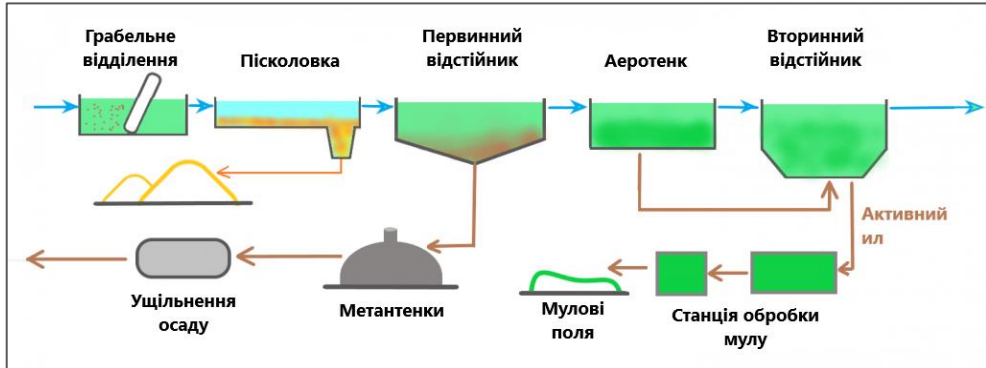 Грабельне
відділення
Пісколовка
Первинний
відстійник
Аеротенк
Вторинний
відстійник
Активний
ил
Ущільнення
осаду
Метантенки
Мулові
поля
Станція обробки
мулу